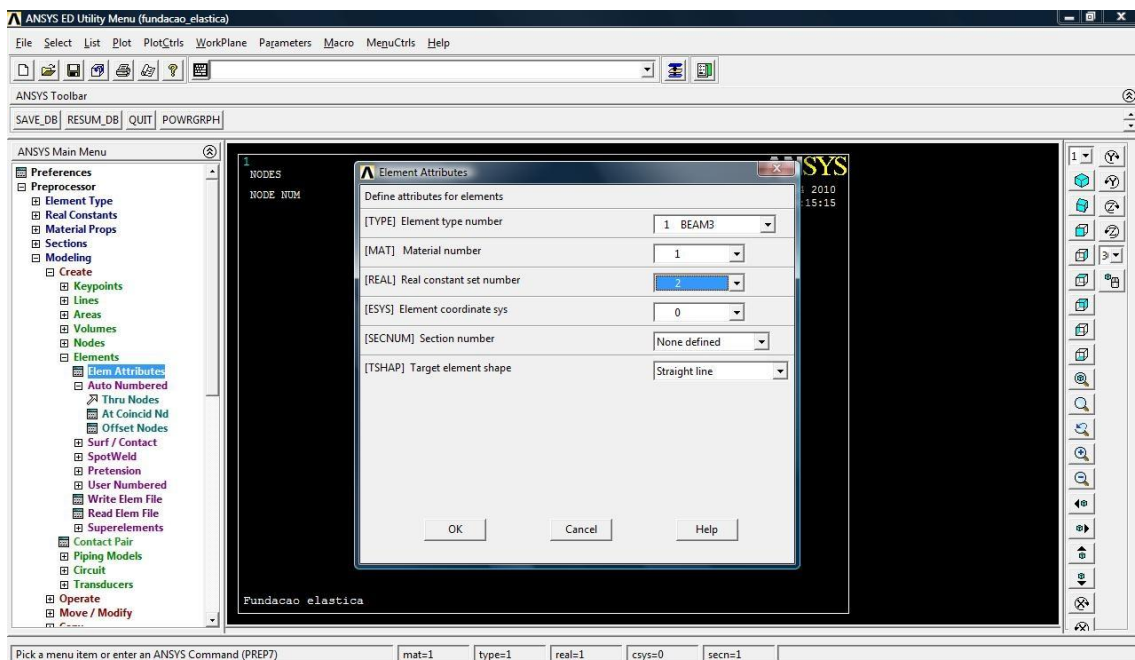 ANSYS ED Utility Menu (fundacao_elastica)
File Select List Plot PlotCtrls WorkPlane Parameters Macro MenuCtrls Help
ANSYS Toolbar
SAVE_DB RESUM_DB QUIT POWRGRPH
ANSYS Main Menu
Preferences
Preprocessor
Element Type
Real Constants
Material Props
Sections
Modeling
Create
Keypoints
Lines
Areas
Volumes
Nodes
Elements
Elem Attributes
Auto Numbered
Thru Nodes
At Coincid Nd
Offset Nodes
Surf / Contact
SpotWeld
Pretension
User Numbered
Write Elem File
Read Elem File
Superelements
Contact Pair
Piping Models
Circuit
Transducers
Operate
Move / Modify
1
NODES
NODE NUM
2010
:15:15
Element Attributes
Define attributes for elements
[TYPE] Element type number 1 BEAM3
[MAT] Material number 1
[REAL] Real constant set number 2
[ESYS] Element coordinate sys 0
[SECNUM] Section number None defined
[TSHAP] Target element shape Straight line
OK Cancel Help
Fundacao elastica
1
Pick a menu item or enter an ANSYS Command (PREP7) mat=1 type=1 real=1 csys=0 secn=1